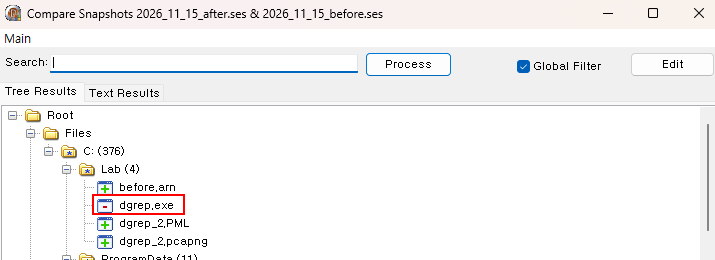 Compare Snapshots 2026_11_15_after.ses & 2026_11_15_before.ses
Main
Search: Process Global Filter Edit
Tree Results Text Results
Root
Files
C: (376)
Lab (4)
before,arn
dgrep,exe
dgrep_2,PML
dgrep_2,pcapng
ProgramData (11)